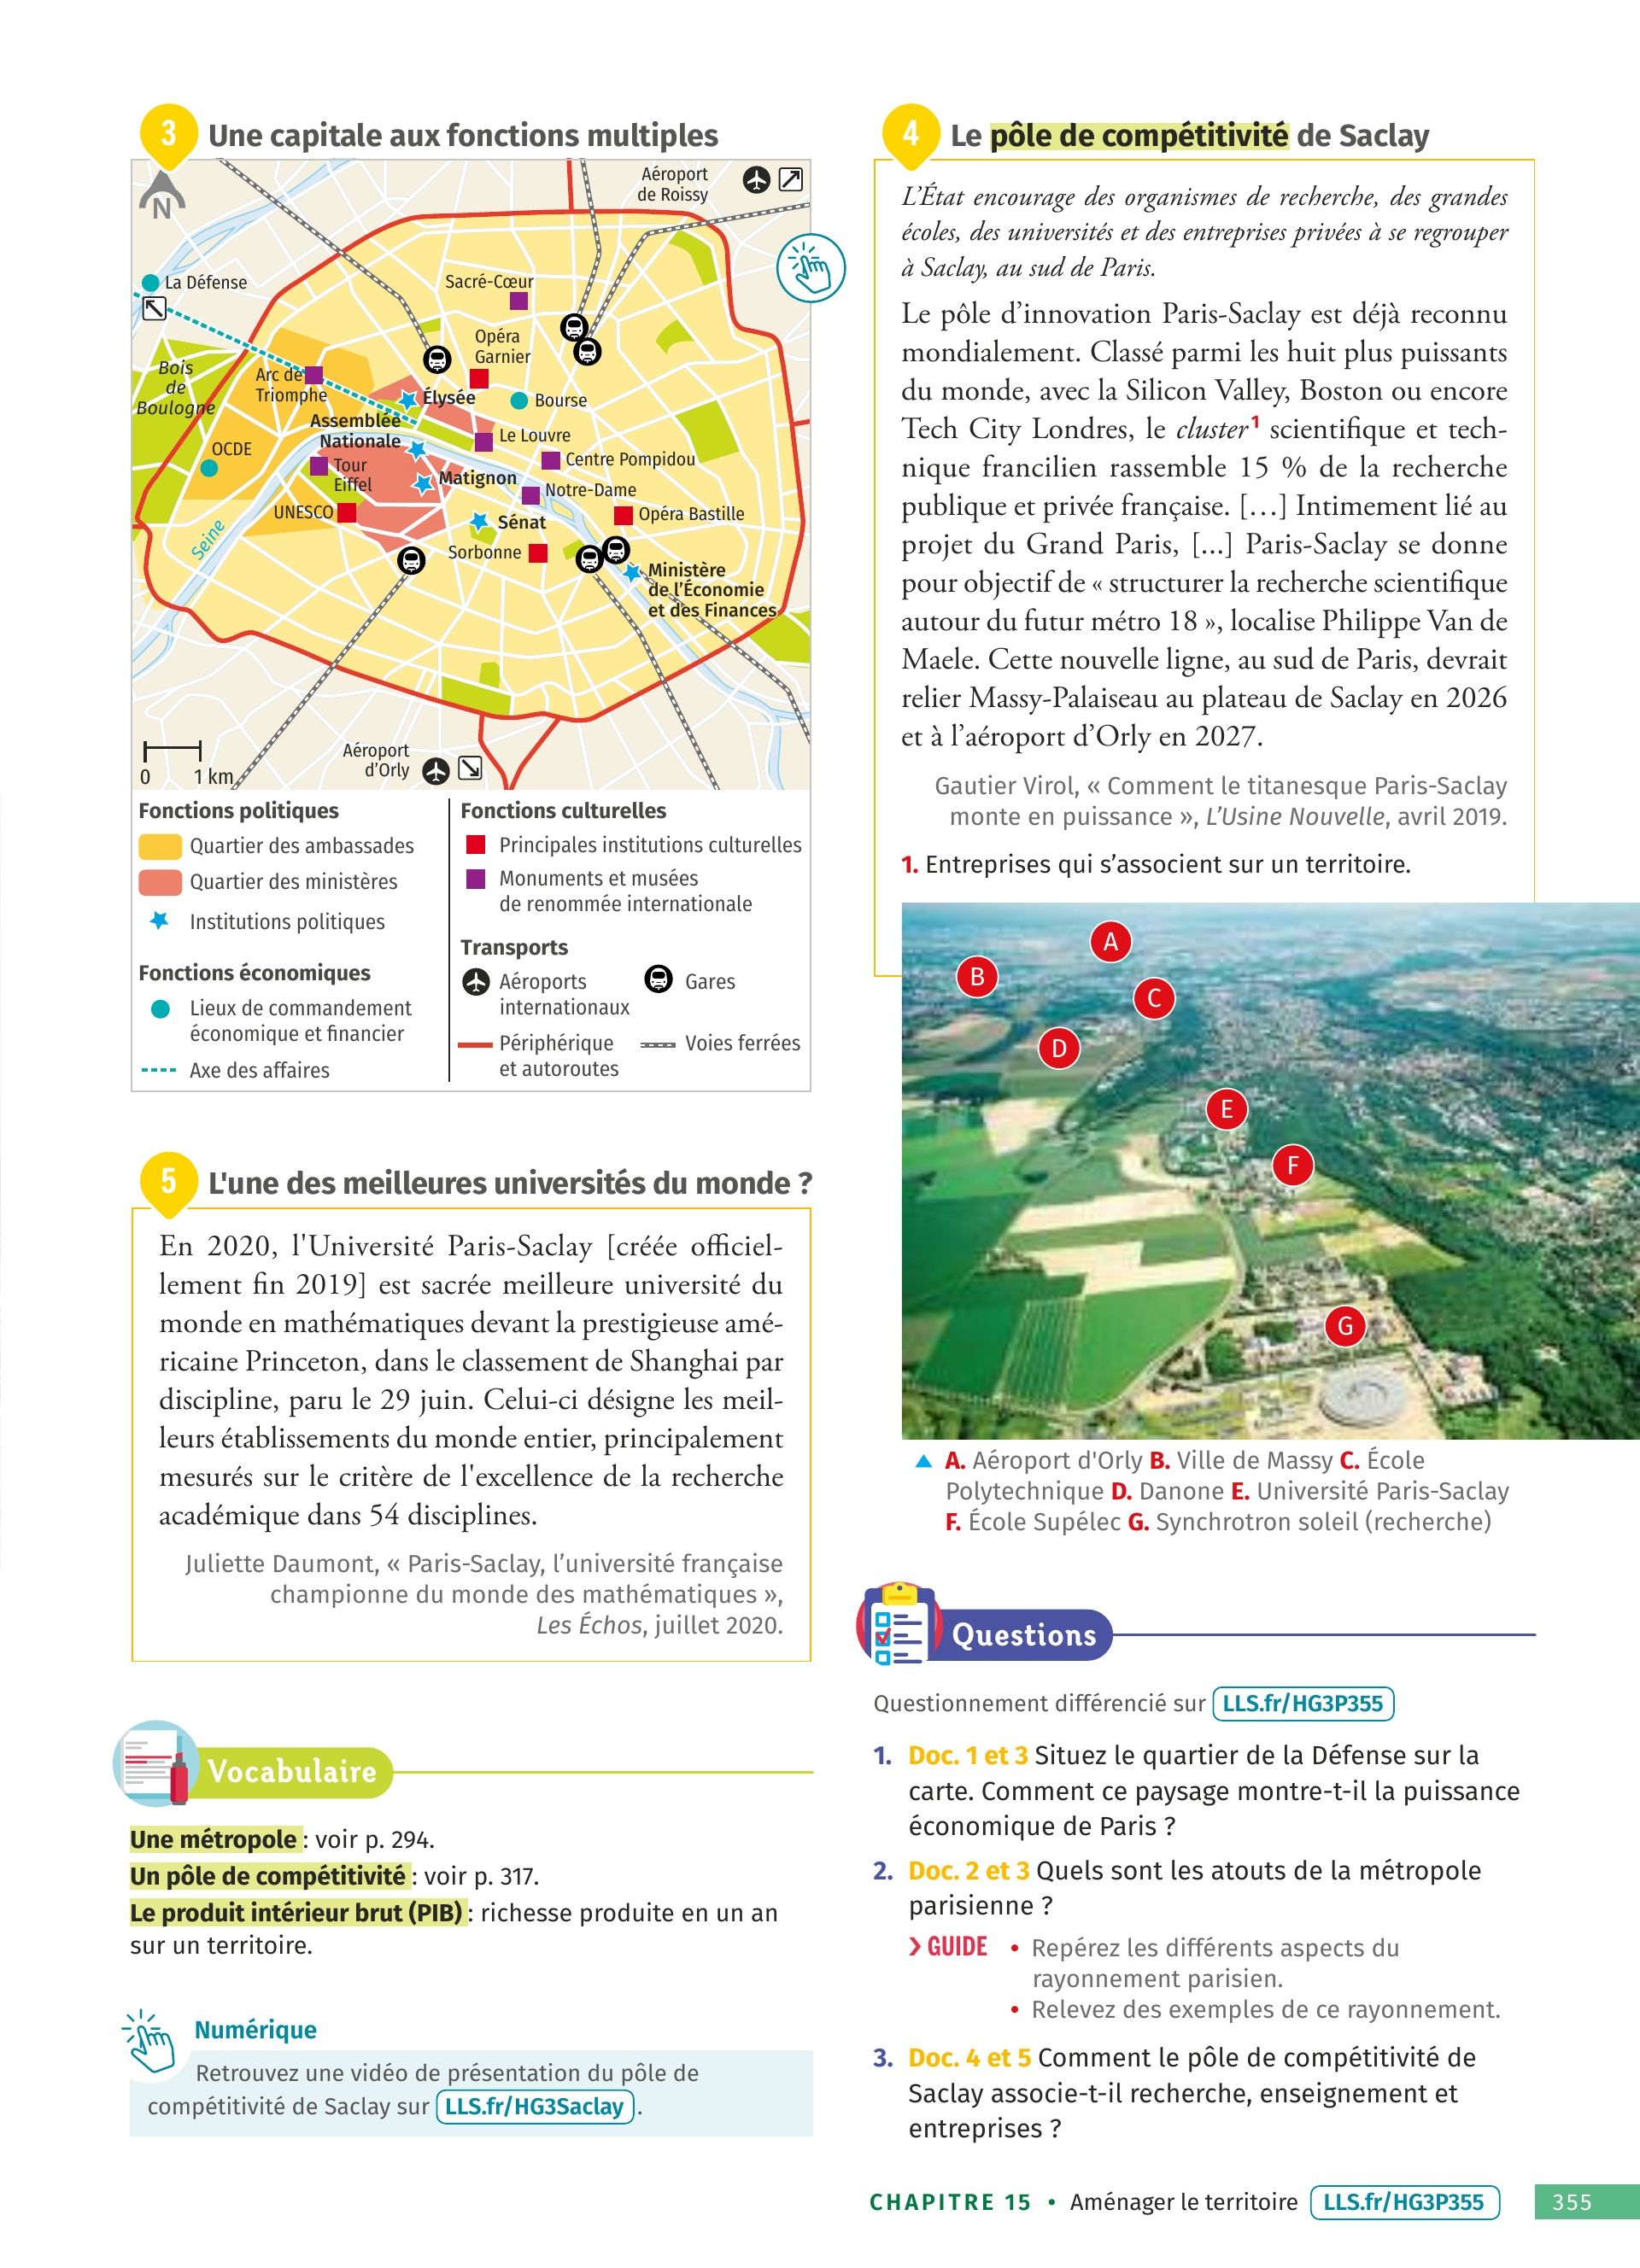 3 Une capitale aux fonctions multiples
Aéroport
de Roissy
N
La Défense
Sacré-Cœur
Opéra
Garnier
Bois
de
Boulogne
Arc de
Triomphe
Élysée
Bourse
Assemblée
Nationale
Le Louvre
OCDE
Centre Pompidou
Tour
Eiffel
Matignon
Notre-Dame
UNESCO
Opéra Bastille
Sénat
Seine
Sorbonne
Ministère
de l'Économie
et des Finances
Aéroport
d'Orly
0 1 km
Fonctions politiques
Quartier des ambassades
Quartier des ministères
Institutions politiques
Fonctions économiques
Lieux de commandement
économique et financier
Axe des affaires
Fonctions culturelles
Principales institutions culturelles
Monuments et musées
de renommée internationale
Transports
Aéroports
internationaux
Gares
Périphérique
et autoroutes
Voies ferrées
5 L'une des meilleures universités du monde ?
En 2020, l'Université Paris-Saclay [créée officiel-
lement fin 2019] est sacrée meilleure université du
monde en mathématiques devant la prestigieuse amé-
ricaine Princeton, dans le classement de Shanghai par
discipline, paru le 29 juin. Celui-ci désigne les meil-
leurs établissements du monde entier, principalement
mesurés sur le critère de l'excellence de la recherche
académique dans 54 disciplines.
Juliette Daumont, « Paris-Saclay, l'université française
championne du monde des mathématiques »,
Les Échos, juillet 2020.
Vocabulaire
Une métropole : voir p. 294.
Un pôle de compétitivité : voir p. 317.
Le produit intérieur brut (PIB) : richesse produite en un an
sur un territoire.
Numérique
Retrouvez une vidéo de présentation du pôle de
compétitivité de Saclay sur LLS.fr/HG3Saclay .
4 Le pôle de compétitivité de Saclay
L'État encourage des organismes de recherche, des grandes
écoles, des universités et des entreprises privées à se regrouper
à Saclay, au sud de Paris.
Le pôle d'innovation Paris-Saclay est déjà reconnu
mondialement. Classé parmi les huit plus puissants
du monde, avec la Silicon Valley, Boston ou encore
Tech City Londres, le cluster1 scientifique et tech-
nique francilien rassemble 15 % de la recherche
publique et privée française. [...] Intimement lié au
projet du Grand Paris, [...] Paris-Saclay se donne
pour objectif de « structurer la recherche scientifique
autour du futur métro 18 », localise Philippe Van de
Maele. Cette nouvelle ligne, au sud de Paris, devrait
relier Massy-Palaiseau au plateau de Saclay en 2026
et à l'aéroport d'Orly en 2027.
Gautier Virol, « Comment le titanesque Paris-Saclay
monte en puissance », L'Usine Nouvelle, avril 2019.
1. Entreprises qui s'associent sur un territoire.
A
B
C
D
E
F
G
A. Aéroport d'Orly B. Ville de Massy C. École
Polytechnique D. Danone E. Université Paris-Saclay
F. École Supélec G. Synchrotron soleil (recherche)
Questions
Questionnement différencié sur LLS.fr/HG3P355
1. Doc. 1 et 3 Situez le quartier de la Défense sur la
carte. Comment ce paysage montre-t-il la puissance
économique de Paris ?
2. Doc. 2 et 3 Quels sont les atouts de la métropole
parisienne ?
GUIDE • Repérez les différents aspects du
rayonnement parisien.
• Relevez des exemples de ce rayonnement.
3. Doc. 4 et 5 Comment le pôle de compétitivité de
Saclay associe-t-il recherche, enseignement et
entreprises ?
CHAPITRE 15 • Aménager le territoire LLS.fr/HG3P355 355